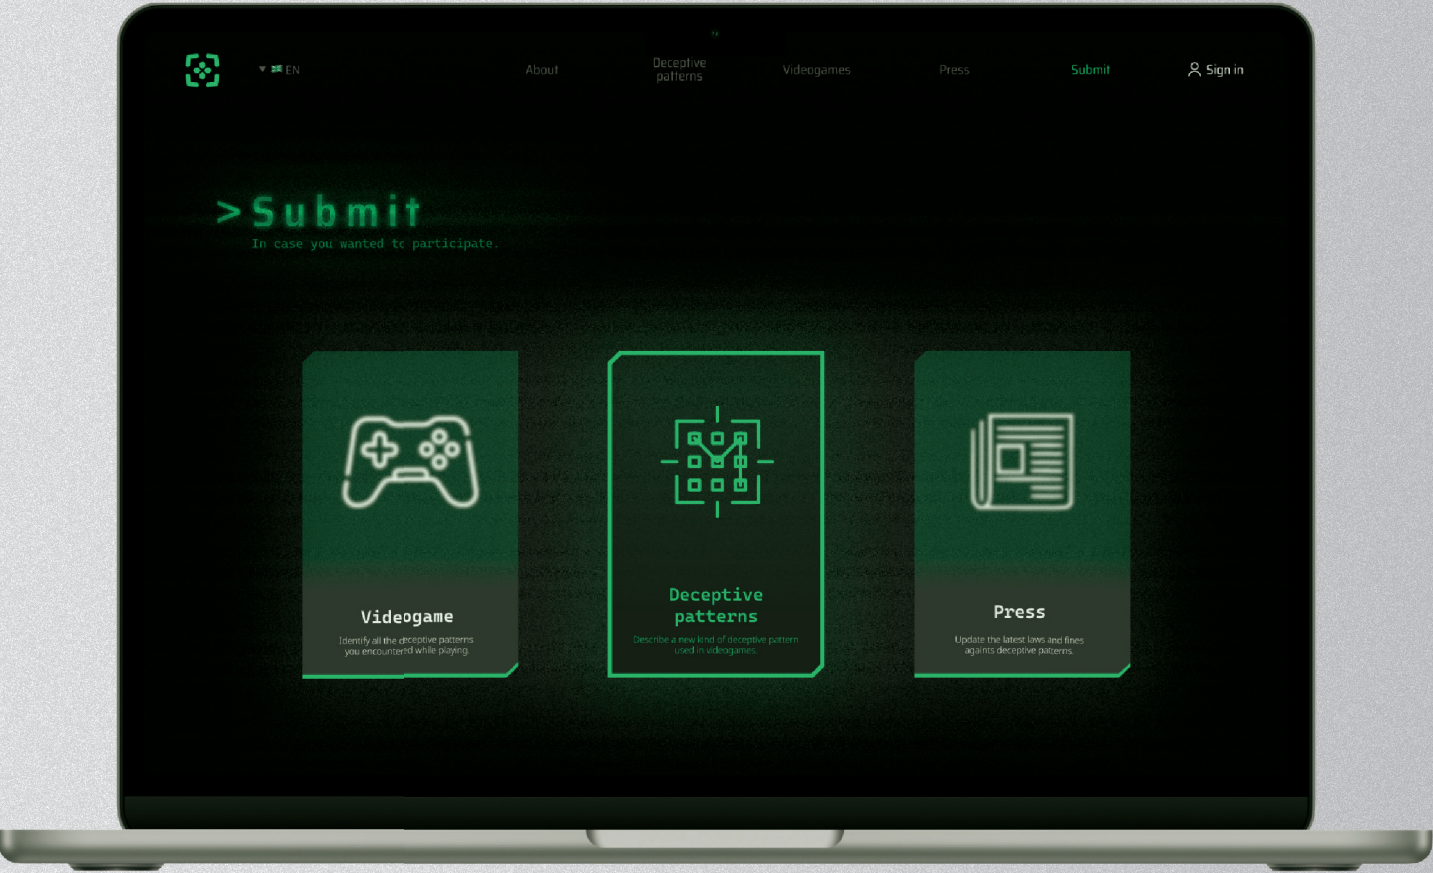 EN
About
Deceptive
patterns
Videogames
Press
Submit
Sign in
>Submit
In case you wanted to participate.
Videogame
Identify all the deceptive patterns
you encountered while playing.
Deceptive
patterns
Describe a new kind of deceptive pattern
used in videogames.
Press
Update the latest laws and fines
againts deceptive patterns.